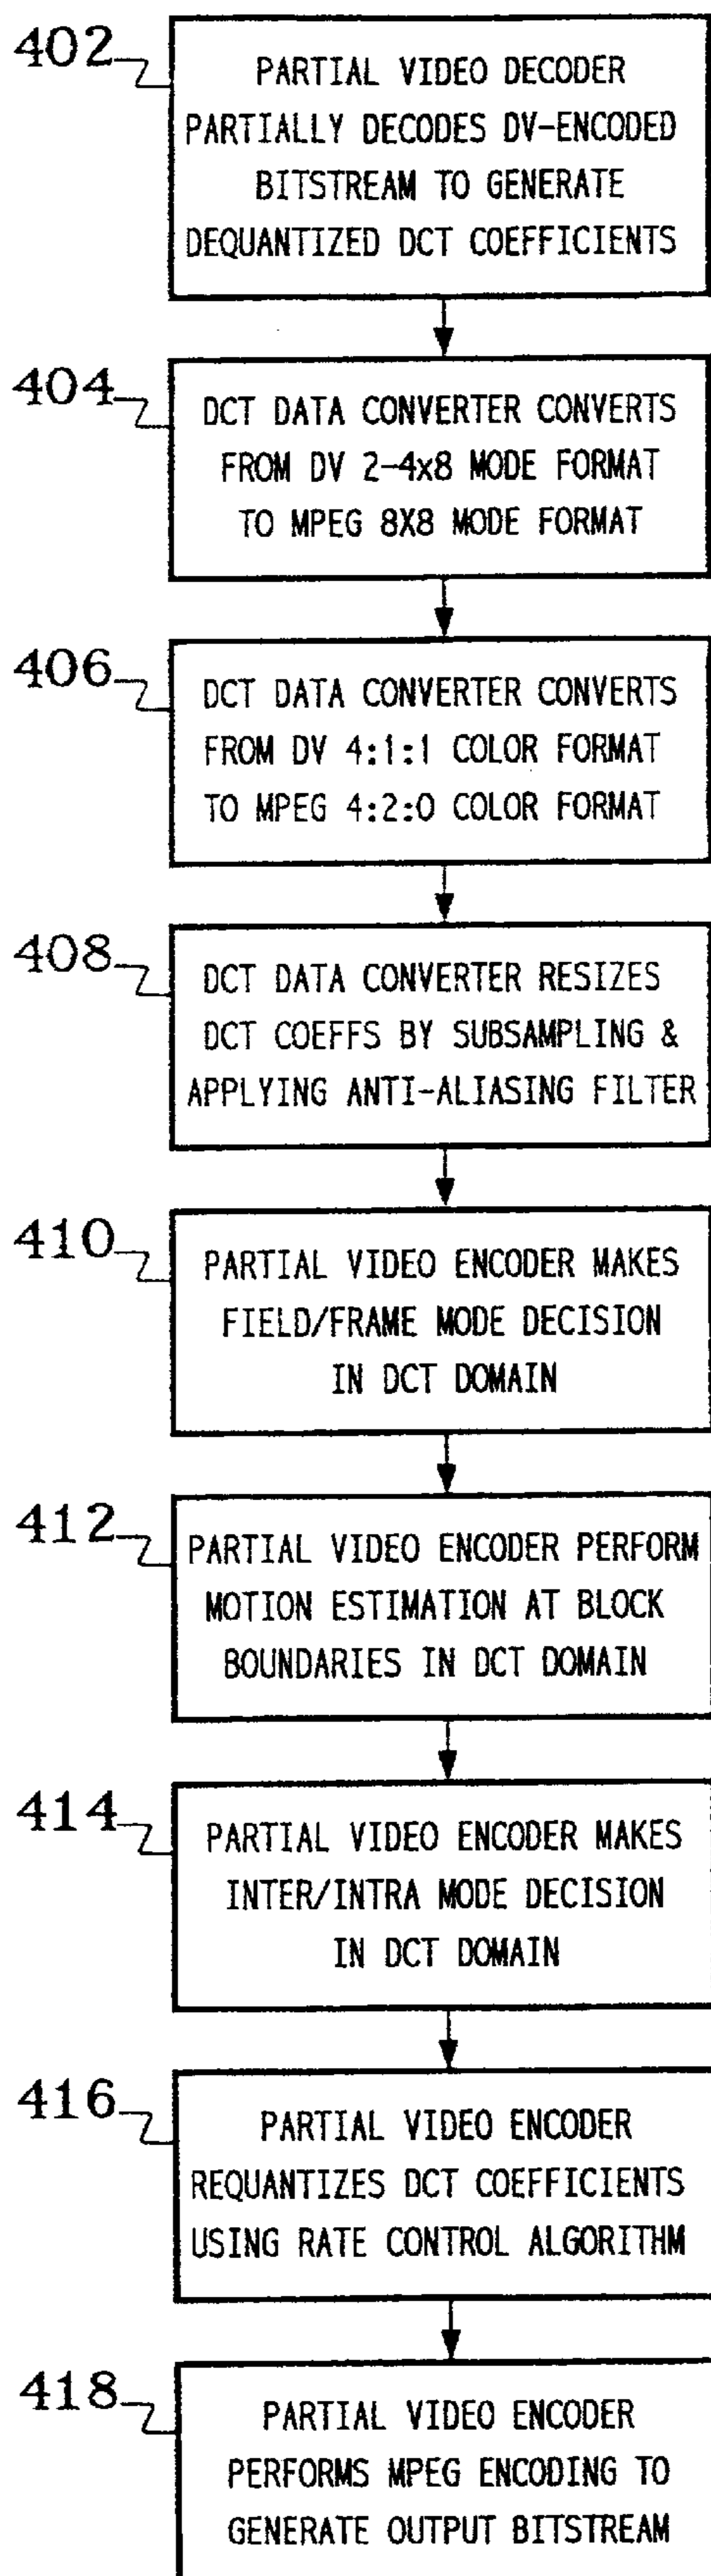 402
PARTIAL VIDEO DECODER
PARTIALLY DECODES DV-ENCODED
BITSTREAM TO GENERATE
DEQUANTIZED DCT COEFFICIENTS
404
DCT DATA CONVERTER CONVERTS
FROM DV 2-4x8 MODE FORMAT
TO MPEG 8X8 MODE FORMAT
406
DCT DATA CONVERTER CONVERTS
FROM DV 4:1:1 COLOR FORMAT
TO MPEG 4:2:0 COLOR FORMAT
408
DCT DATA CONVERTER RESIZES
DCT COEFFS BY SUBSAMPLING &
APPLYING ANTI-ALIASING FILTER
410
PARTIAL VIDEO ENCODER MAKES
FIELD/FRAME MODE DECISION
IN DCT DOMAIN
412
PARTIAL VIDEO ENCODER PERFORM
MOTION ESTIMATION AT BLOCK
BOUNDARIES IN DCT DOMAIN
414
PARTIAL VIDEO ENCODER MAKES
INTER/INTRA MODE DECISION
IN DCT DOMAIN
416
PARTIAL VIDEO ENCODER
REQUANTIZES DCT COEFFICIENTS
USING RATE CONTROL ALGORITHM
418
PARTIAL VIDEO ENCODER
PERFORMS MPEG ENCODING TO
GENERATE OUTPUT BITSTREAM